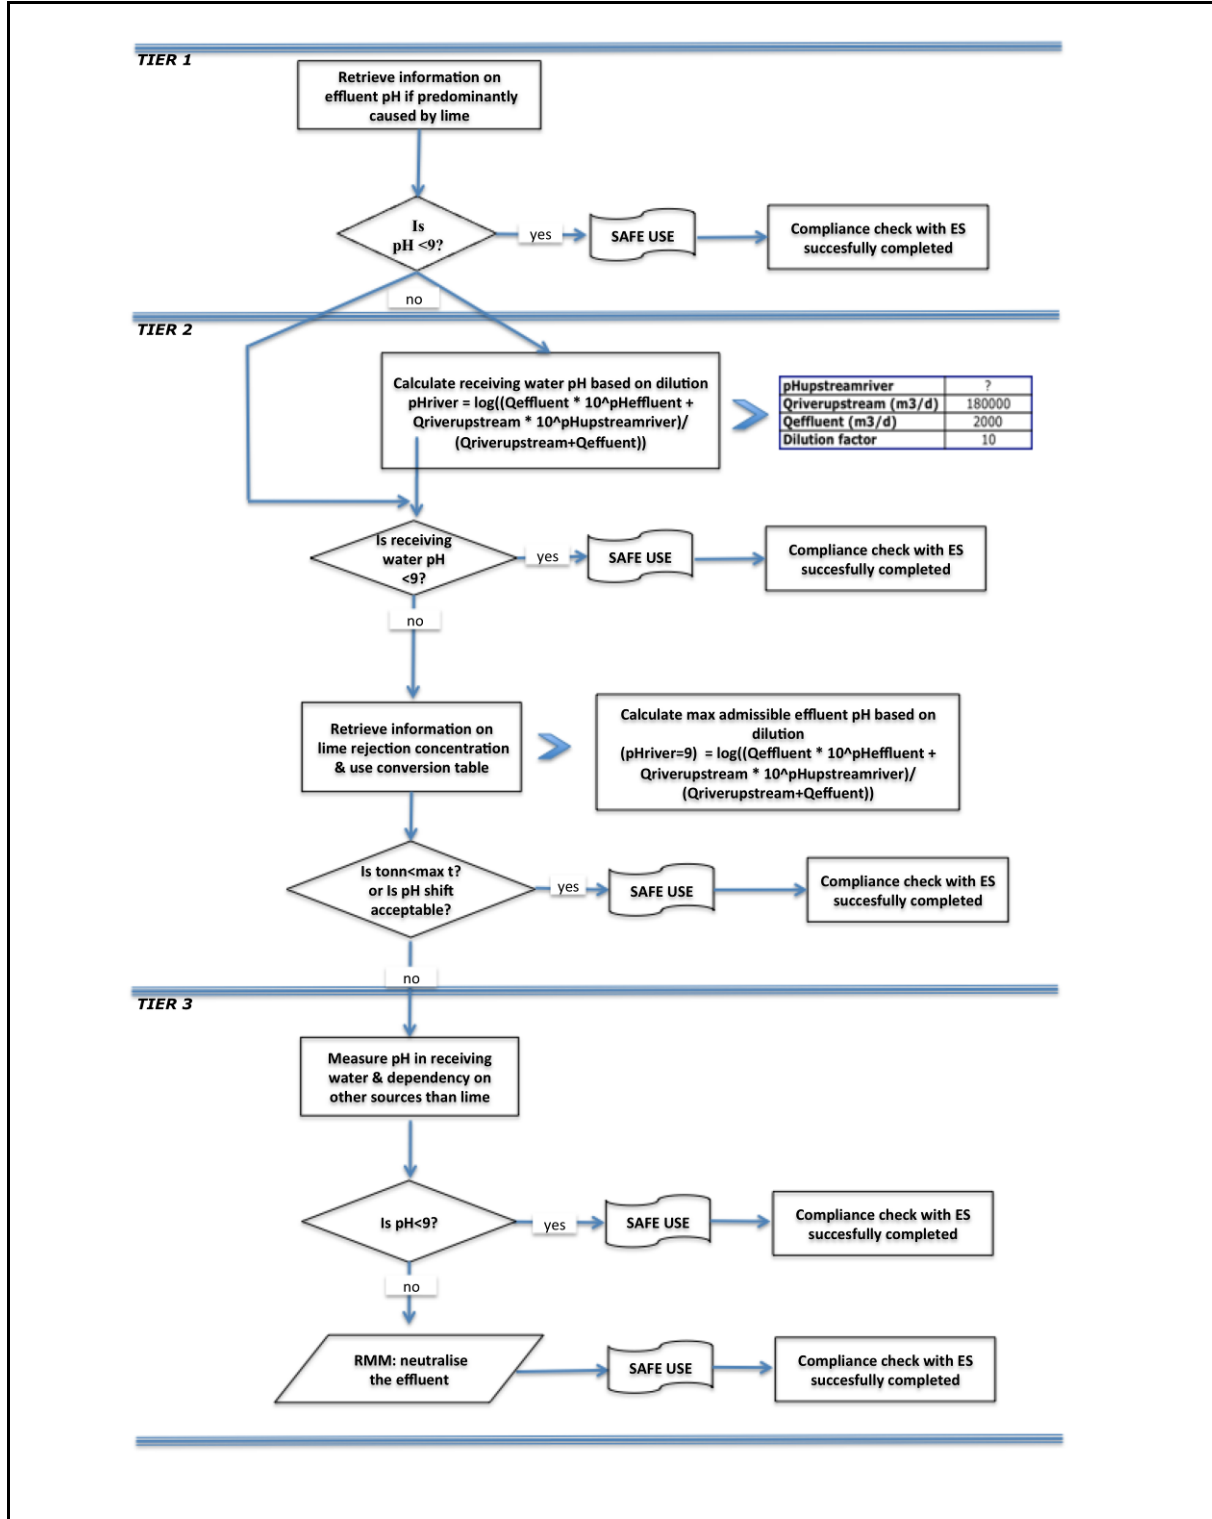 TIER 1
Retrieve information on
effluent pH if predominantly
caused by lime
Is
pH <9?
yes
SAFE USE
Compliance check with ES
succesfully completed
no
TIER 2
Calculate receiving water pH based on dilution
pHriver = log((Qeffluent * 10^pHeffluent +
Qriverupstream * 10^pHupstreamriver)/
(Qriverupstream+Qeffuent))
pHupstreamriver ?
Qriverupstream (m3/d) 180000
Qeffluent (m3/d) 2000
Dilution factor 10
Is receiving
water pH
<9?
yes
SAFE USE
Compliance check with ES
succesfully completed
no
Retrieve information on
lime rejection concentration
& use conversion table
Calculate max admissible effluent pH based on
dilution
(pHriver=9) = log((Qeffluent * 10^pHeffluent +
Qriverupstream * 10^pHupstreamriver)/
(Qriverupstream+Qeffuent))
Is tonn<max t?
or Is pH shift
acceptable?
yes
SAFE USE
Compliance check with ES
succesfully completed
no
TIER 3
Measure pH in receiving
water & dependency on
other sources than lime
Is pH<9?
yes
SAFE USE
Compliance check with ES
succesfully completed
no
RMM: neutralise
the effluent
SAFE USE
Compliance check with ES
succesfully completed